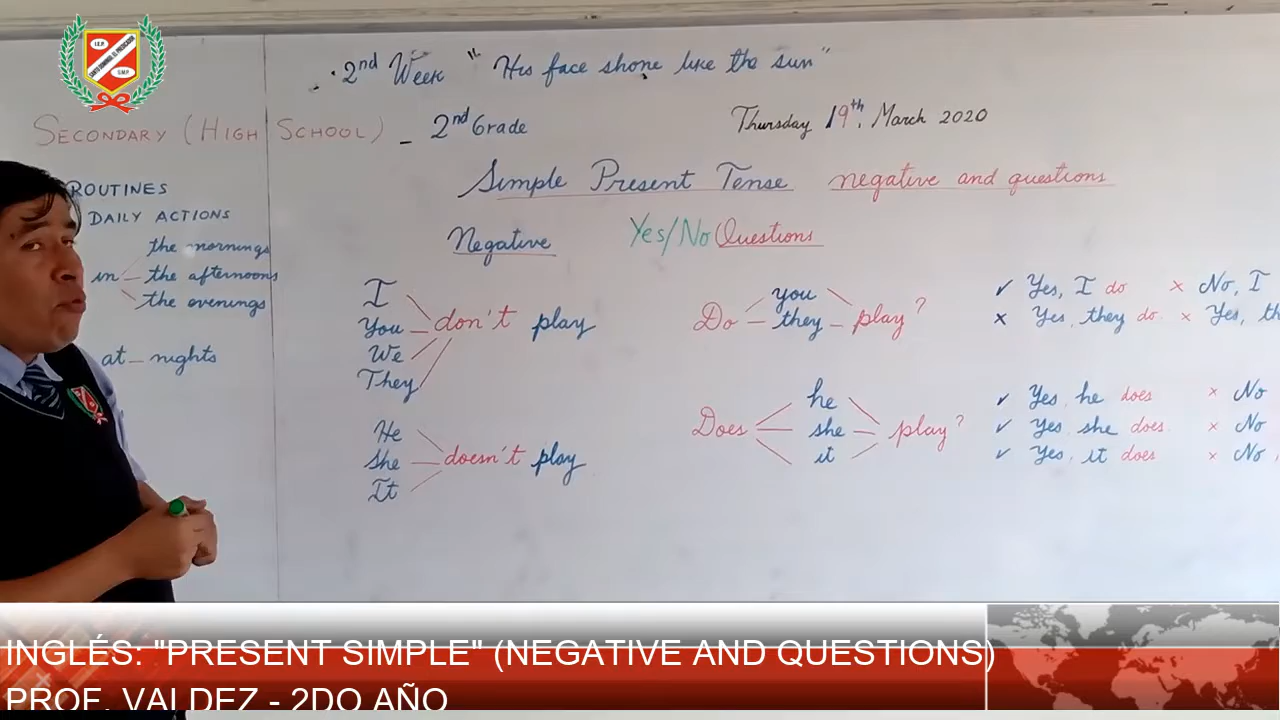 I.E.P.
SANTO DOMINGO, EL PREDICADOR
S.M.P.
2nd Week " His face shone like the sun"
SECONDARY (HIGH SCHOOL) - 2nd Grade
Thursday 19th, March 2020
Simple Present Tense negative and questions
ROUTINES
DAILY ACTIONS
the mornings
in - the afternoons
the evenings
at - nights
Negative
I
You
We
They
don't play
He
She
It
doesn't play
Yes/No Questions
Do you play?
they
Does he play?
she
it
✓ Yes, I do x No, I
x Yes, they do x Yes, th
✓ Yes, he does x No
✓ Yes, she does x No
✓ Yes, it does x No,
INGLÉS: "PRESENT SIMPLE" (NEGATIVE AND QUESTIONS)
PROF. VALDEZ - 2DO AÑO